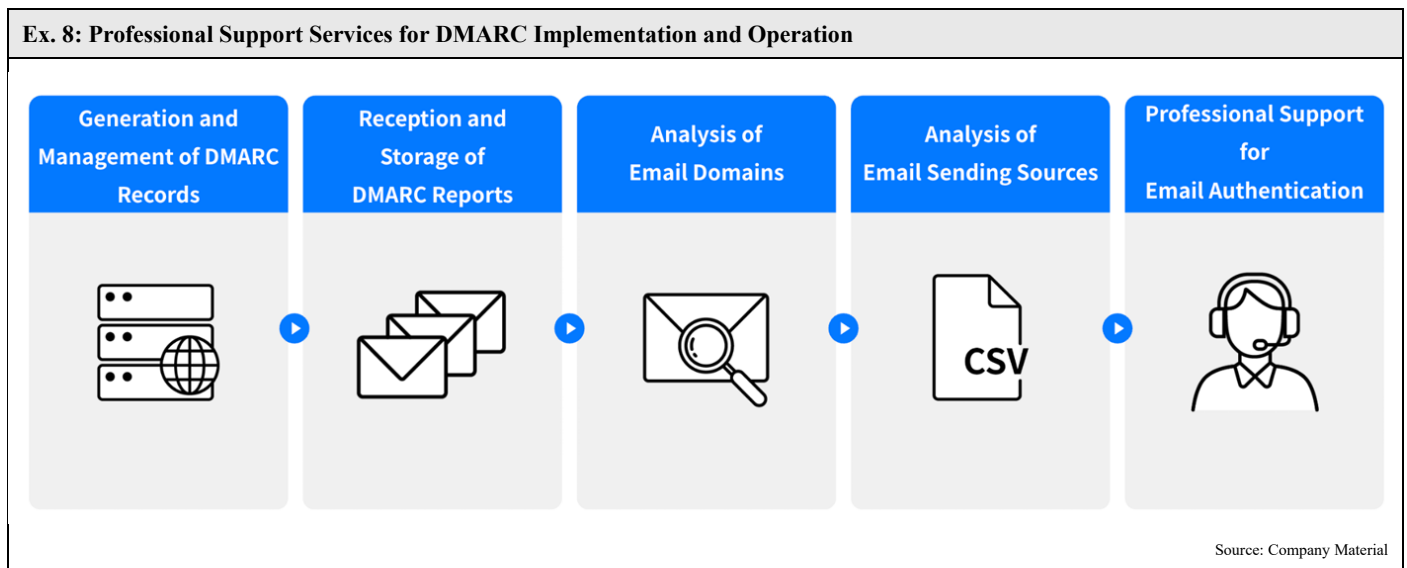 Ex. 8: Professional Support Services for DMARC Implementation and Operation
Generation and
Management of DMARC
Records
Reception and
Storage of
DMARC Reports
Analysis of
Email Domains
Analysis of
Email Sending Sources
Professional Support
for
Email Authentication
CSV
Source: Company Material